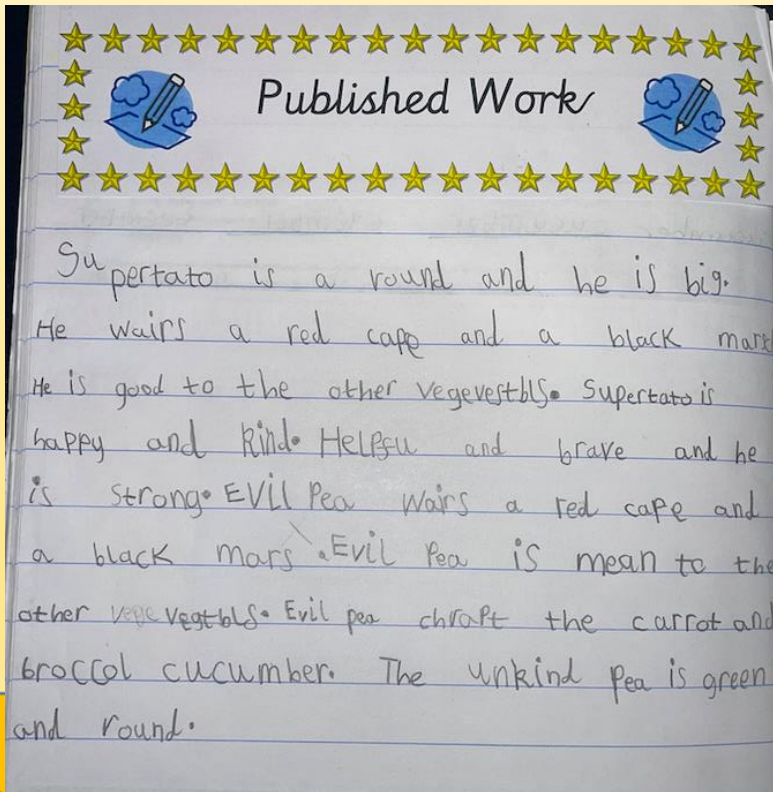 Published Work
Supertato is a round and he is big.
He wairs a red cape and a black mars
He is good to the other vegevestbls. Supertato is
happy and kind. Helpfu and brave and he
is strong. EVil Pea wairs a red cape and
a black mars. Evil Pea is mean to the
other vegtbls. Evil pea chrapt the carrot and
broccol cucumber. The unkind pea is green
and round.